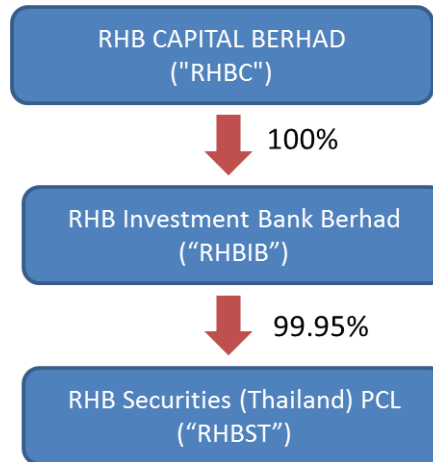 RHB CAPITAL BERHAD
("RHBC")
100%
RHB Investment Bank Berhad
(“RHBIB”)
99.95%
RHB Securities (Thailand) PCL
(“RHBST”)